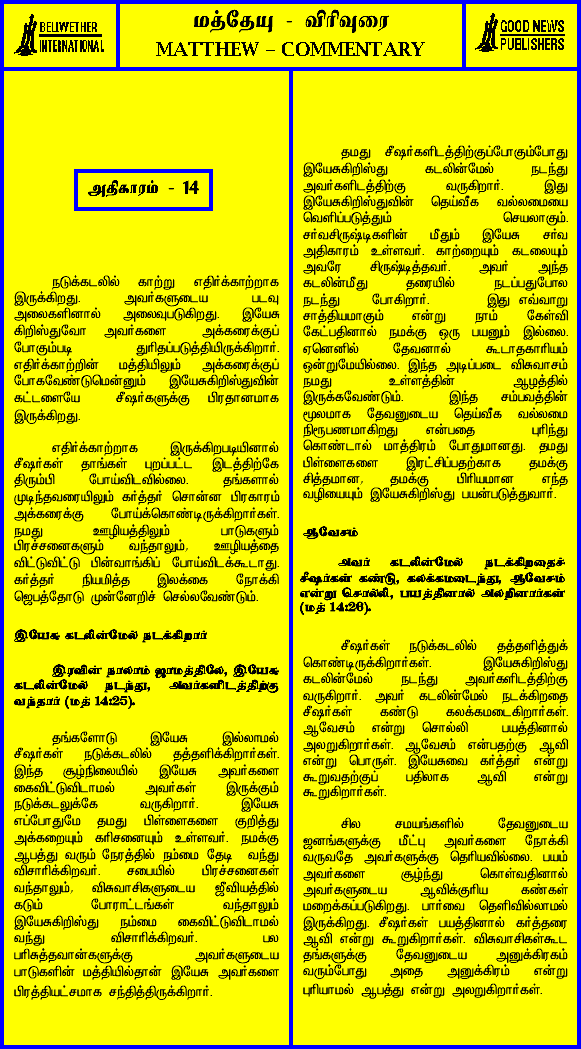 BELLWETHER
INTERNATIONAL
மத்தேயு - விரிவுரை
MATTHEW – COMMENTARY
GOOD NEWS
PUBLISHERS
அதிகாரம் - 14
நடுக்கடலில் காற்று எதிர்க்காற்றாக
இருக்கிறது. அவர்களுடைய படவு
அலைகளினால் அலைவுபடுகிறது. இயேசு
கிறிஸ்துவோ அவர்களை அக்கரைக்குப்
போகும்படி துரிதப்படுத்தியிருக்கிறார்.
எதிர்க்காற்றின் மத்தியிலும் அக்கரைக்குப்
போகவேண்டுமென்னும் இயேசுகிறிஸ்துவின்
கட்டளையே சீஷர்களுக்கு பிரதானமாக
இருக்கிறது.
எதிர்க்காற்றாக இருக்கிறபடியினால்
சீஷர்கள் தாங்கள் புறப்பட்ட இடத்திற்கே
திரும்பி போய்விடவில்லை. தங்களால்
முடிந்தவரையிலும் கர்த்தர் சொன்ன பிரகாரம்
அக்கரைக்கு போய்க்கொண்டிருக்கிறார்கள்.
நமது ஊழியத்திலும் பாடுகளும்
பிரச்சனைகளும் வந்தாலும், ஊழியத்தை
விட்டுவிட்டு பின்வாங்கிப் போய்விடக்கூடாது.
கர்த்தர் நியமித்த இலக்கை நோக்கி
ஜெபத்தோடு முன்னேறிச் செல்லவேண்டும்.
இயேசு கடலின்மேல் நடக்கிறார்
இரவின் நாலாம் ஜாமத்திலே, இயேசு
கடலின்மேல் நடந்து, அவர்களிடத்திற்கு
வந்தார் (மத் 14:25).
தங்களோடு இயேசு இல்லாமல்
சீஷர்கள் நடுக்கடலில் தத்தளிக்கிறார்கள்.
இந்த சூழ்நிலையில் இயேசு அவர்களை
கைவிட்டுவிடாமல் அவர்கள் இருக்கும்
நடுக்கடலுக்கே வருகிறார். இயேசு
எப்போதுமே தமது பிள்ளைகளை குறித்து
அக்கறையும் கரிசனையும் உள்ளவர். நமக்கு
ஆபத்து வரும் நேரத்தில் நம்மை தேடி வந்து
விசாரிக்கிறவர். சபையில் பிரச்சனைகள்
வந்தாலும், விசுவாசிகளுடைய ஜீவியத்தில்
கடும் போராட்டங்கள் வந்தாலும்
இயேசுகிறிஸ்து நம்மை கைவிட்டுவிடாமல்
வந்து விசாரிக்கிறவர். பல
பரிசுத்தவான்களுக்கு அவர்களுடைய
பாடுகளின் மத்தியில்தான் இயேசு அவர்களை
பிரத்தியட்சமாக சந்தித்திருக்கிறார்.
தமது சீஷர்களிடத்திற்குப்போகும்போது
இயேசுகிறிஸ்து கடலின்மேல் நடந்து
அவர்களிடத்திற்கு வருகிறார். இது
இயேசுகிறிஸ்துவின் தெய்வீக வல்லமையை
வெளிப்படுத்தும் செயலாகும்.
சர்வசிருஷ்டிகளின் மீதும் இயேசு சர்வ
அதிகாரம் உள்ளவர். காற்றையும் கடலையும்
அவரே சிருஷ்டித்தவர். அவர் அந்த
கடலின்மீது தரையில் நடப்பதுபோல
நடந்து போகிறார். இது எவ்வாறு
சாத்தியமாகும் என்று நாம் கேள்வி
கேட்பதினால் நமக்கு ஒரு பயனும் இல்லை.
ஏனெனில் தேவனால் கூடாதகாரியம்
ஒன்றுமேயில்லை. இந்த அடிப்படை விசுவாசம்
நமது உள்ளத்தின் ஆழத்தில்
இருக்கவேண்டும். இந்த சம்பவத்தின்
மூலமாக தேவனுடைய தெய்வீக வல்லமை
நிரூபணமாகிறது என்பதை புரிந்து
கொண்டால் மாத்திரம் போதுமானது. தமது
பிள்ளைகளை இரட்சிப்பதற்காக தமக்கு
சித்தமான, தமக்கு பிரியமான எந்த
வழியையும் இயேசுகிறிஸ்து பயன்படுத்துவார்.
ஆவேசம்
அவர் கடலின்மேல் நடக்கிறதைச்
சீஷர்கள் கண்டு, கலக்கமடைந்து, ஆவேசம்
என்று சொல்லி, பயத்தினால் அலறினார்கள்
(மத் 14:26).
சீஷர்கள் நடுக்கடலில் தத்தளித்துக்
கொண்டிருக்கிறார்கள். இயேசுகிறிஸ்து
கடலின்மேல் நடந்து அவர்களிடத்திற்கு
வருகிறார். அவர் கடலின்மேல் நடக்கிறதை
சீஷர்கள் கண்டு கலக்கமடைகிறார்கள்.
ஆவேசம் என்று சொல்லி பயத்தினால்
அலறுகிறார்கள். ஆவேசம் என்பதற்கு ஆவி
என்று பொருள். இயேசுவை கர்த்தர் என்று
கூறுவதற்குப் பதிலாக ஆவி என்று
கூறுகிறார்கள்.
சில சமயங்களில் தேவனுடைய
ஜனங்களுக்கு மீட்பு அவர்களை நோக்கி
வருவதே அவர்களுக்கு தெரியவில்லை. பயம்
அவர்களை சூழ்ந்து கொள்வதினால்
அவர்களுடைய ஆவிக்குரிய கண்கள்
மறைக்கப்படுகிறது. பார்வை தெளிவில்லாமல்
இருக்கிறது. சீஷர்கள் பயத்தினால் கர்த்தரை
ஆவி என்று கூறுகிறார்கள். விசுவாசிகள்கூட
தங்களுக்கு தேவனுடைய அனுக்கிரகம்
வரும்போது அதை அனுக்கிரம் என்று
புரியாமல் ஆபத்து என்று அலறுகிறார்கள்.